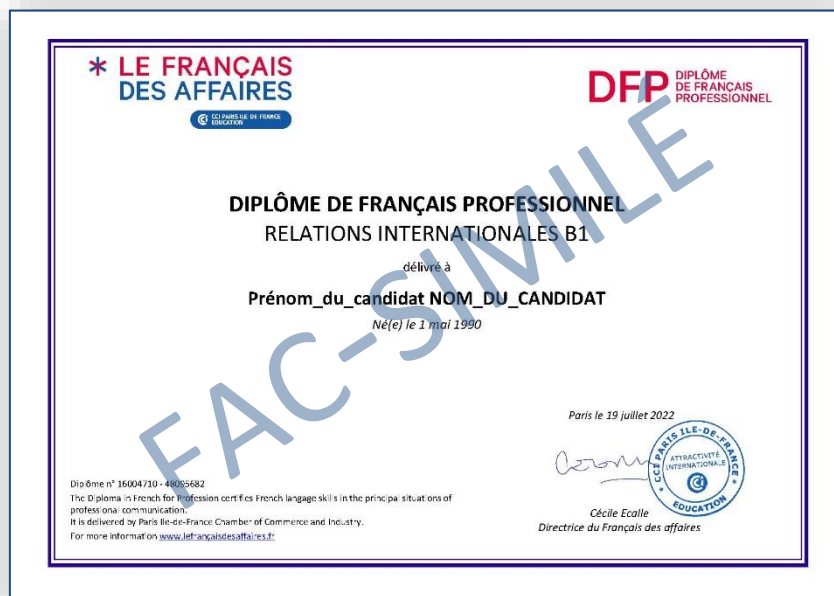 * LE FRANÇAIS
DES AFFAIRES
CCI PARIS ILE-DE-FRANCE
EDUCATION
DFP
DIPLÔME
DE FRANÇAIS
PROFESSIONNEL
DIPLÔME DE FRANÇAIS PROFESSIONNEL
RELATIONS INTERNATIONALES B1
délivré à
Prénom_du_candidat NOM_DU_CANDIDAT
Né(e) le 1 mai 1990
FAC-SIMILÉ
Paris le 19 juillet 2022
CCI PARIS ILE-DE-FRANCE
ATTRACTIVITÉ
INTERNATIONALE
EDUCATION
Cécile Ecalle
Directrice du Français des affaires
Diplôme n° 16004710 - 48095682
The Diploma in French for Profession certifies French langage skills in the principal situations of
professional communication.
It is delivered by Paris Ile-de-France Chamber of Commerce and Industry.
For more information www.lefrançaisdesaffaires.fr